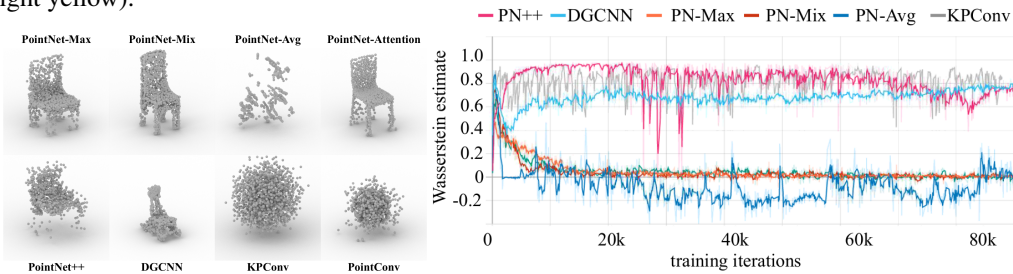 ight yellow).
PointNet-Max PointNet-Mix PointNet-Avg PointNet-Attention
PointNet++ DGCNN KPConv PointConv
PN++ DGCNN PN-Max PN-Mix PN-Avg KPConv
Wasserstein estimate
1.0
0.8
0.6
0.4
0.2
0
-0.2
0 20k 40k 60k 80k
training iterations